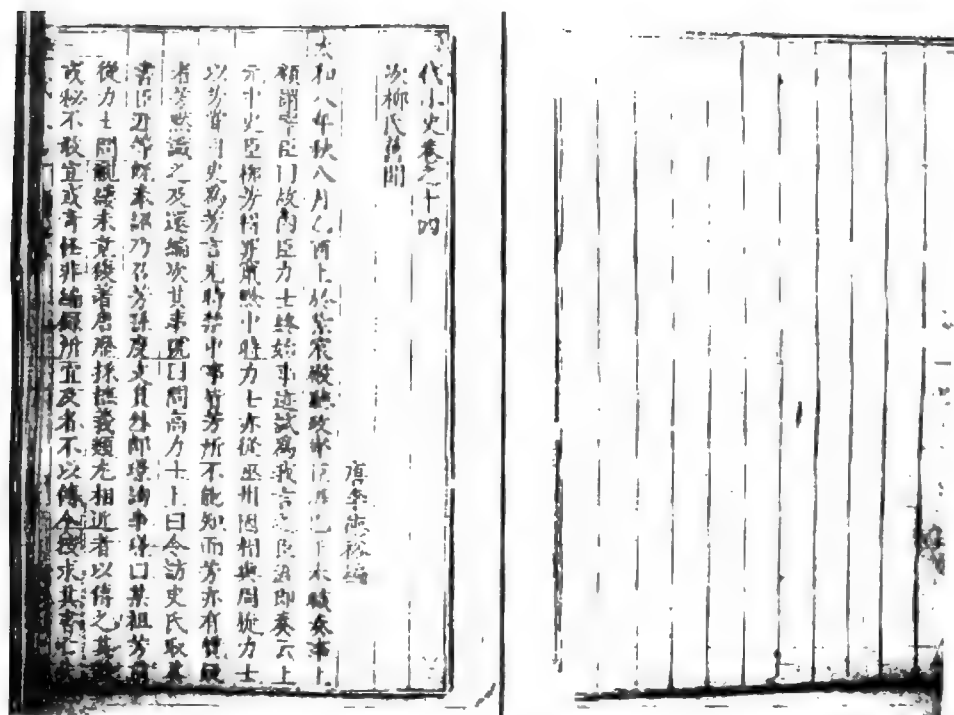 代小史卷之十四
次柳氏舊聞
唐李德裕編
大和八年秋八月乙酉上於紫宸殿聽政宰臣涯已下奉職奏事上
顧謂宰臣曰故內臣力士終始事迹試爲我言之臣涯即奏云上
元中史臣柳芳得罪竄黔中時力士亦從巫州因相與周旋力士
以芳嘗司史爲芳言先時禁中事皆芳所不能知而芳亦有質疑
者芳默識之及還編次其事號曰問高力士上曰令訪史氏取其
書臣涯等既奉詔乃召芳孫度支員外郎璟詢事璟曰某祖芳前
從力士問覼縷未竟後著唐歷採摭義類尤相近者以傳之其餘
或秘不敢宣或奇怪非編錄所宜及者不以傳今按求其書亡失